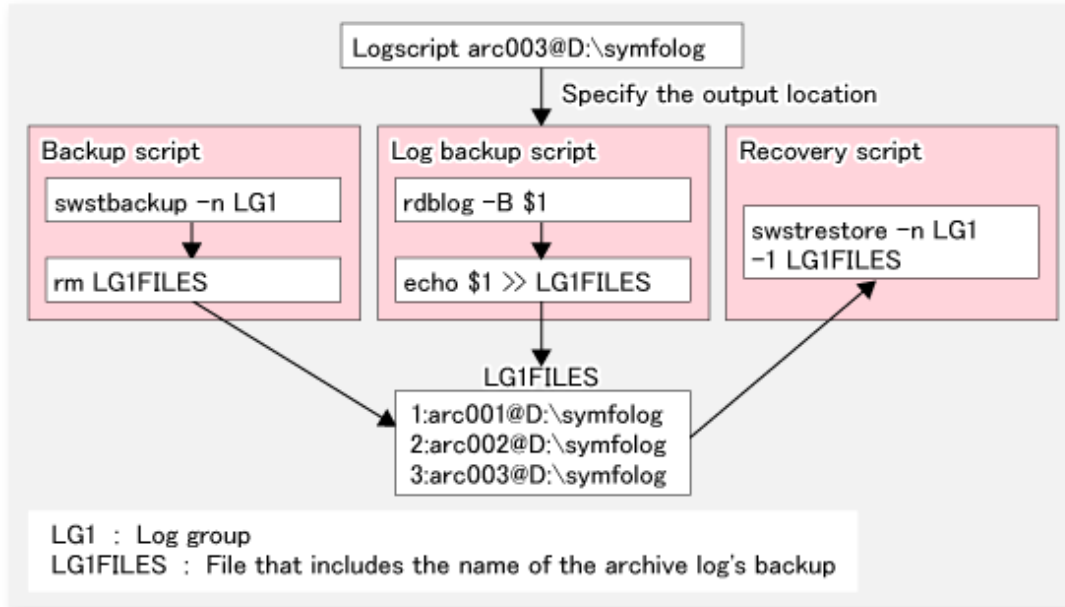 Logscript arc003@D:\symfolog
Specify the output location
Backup script
swstbackup -n LG1
rm LG1FILES
Log backup script
rdblog -B $1
echo $1 >> LG1FILES
Recovery script
swstrestore -n LG1
-1 LG1FILES
LG1FILES
1:arc001@D:\symfolog
2:arc002@D:\symfolog
3:arc003@D:\symfolog
LG1 : Log group
LG1FILES : File that includes the name of the archive log's backup